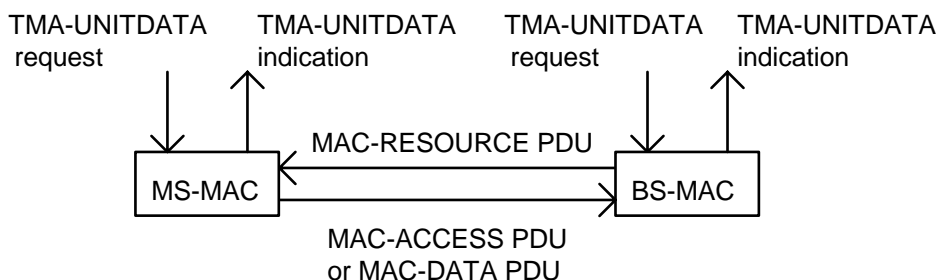 TMA-UNITDATA
request
TMA-UNITDATA
indication
TMA-UNITDATA
request
TMA-UNITDATA
indication
MAC-RESOURCE PDU
MS-MAC
BS-MAC
MAC-ACCESS PDU
or MAC-DATA PDU